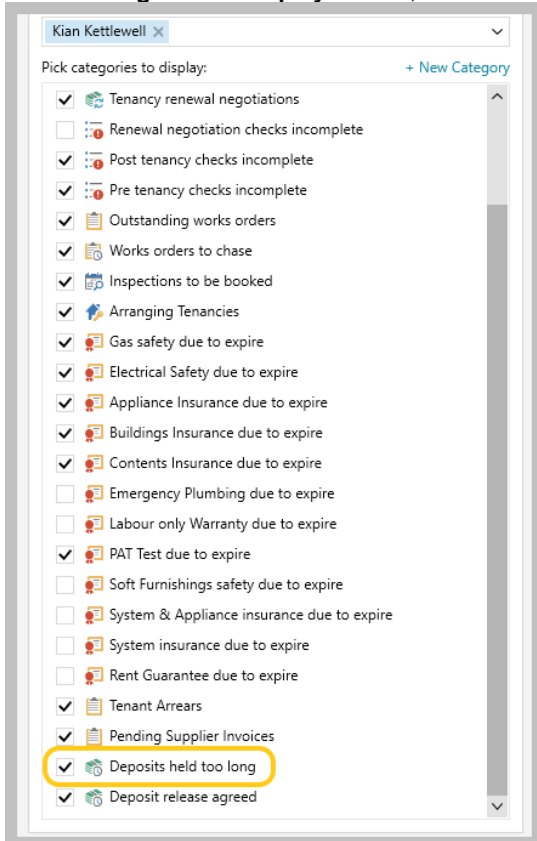 Kian Kettlewell ×
Pick categories to display: + New Category
Tenancy renewal negotiations
Renewal negotiation checks incomplete
Post tenancy checks incomplete
Pre tenancy checks incomplete
Outstanding works orders
Works orders to chase
Inspections to be booked
Arranging Tenancies
Gas safety due to expire
Electrical Safety due to expire
Appliance Insurance due to expire
Buildings Insurance due to expire
Contents Insurance due to expire
Emergency Plumbing due to expire
Labour only Warranty due to expire
PAT Test due to expire
Soft Furnishings safety due to expire
System & Appliance insurance due to expire
System insurance due to expire
Rent Guarantee due to expire
Tenant Arrears
Pending Supplier Invoices
Deposits held too long
Deposit release agreed